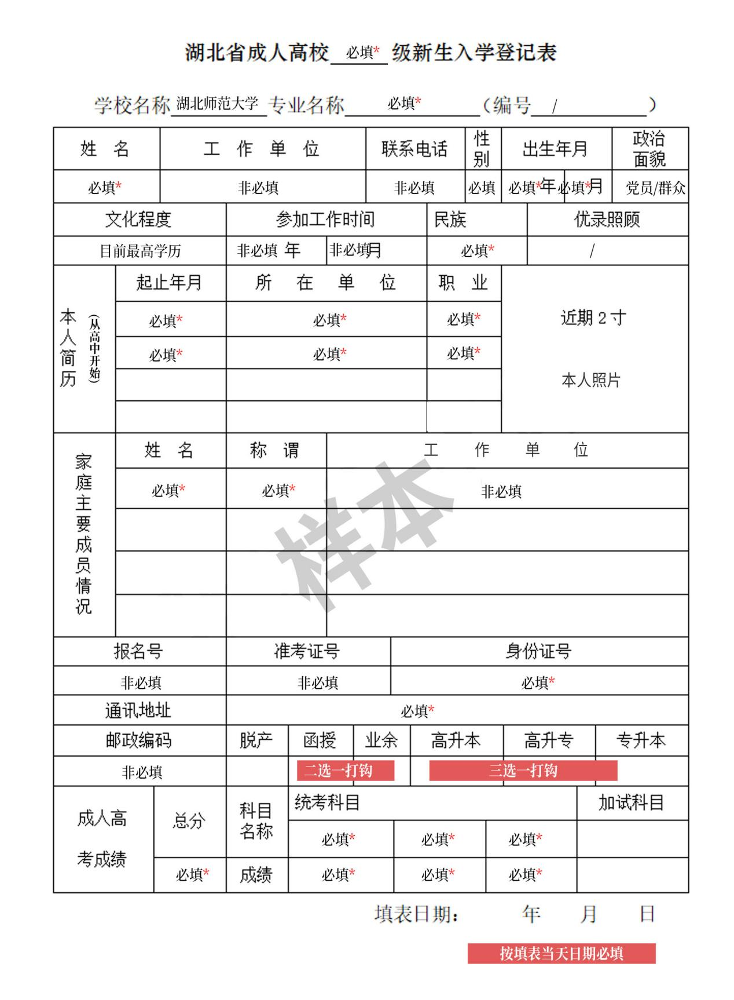 湖北省成人高校 必填* 级新生入学登记表
学校名称 湖北师范大学 专业名称 必填* （编号 / ）
姓名 工作单位 联系电话 性别 出生年月 政治面貌
必填* 非必填 非必填 必填 必填* 年 必填* 月 党员/群众
文化程度 参加工作时间 民族 优录照顾
目前最高学历 非必填 年 非必填 月 必填* /
本人简历 (从高中开始) 起止年月 所在单位 职业
必填* 必填* 必填*
必填* 必填* 必填*
近期2寸
本人照片
家庭主要成员情况 姓名 称谓 工作单位
必填* 必填* 非必填
样本
报名号 准考证号 身份证号
非必填 非必填 必填*
通讯地址 必填*
邮政编码 脱产 函授 业余 高升本 高升专 专升本
非必填 二选一打钩 三选一打钩
成人高考成绩 总分 科目名称 统考科目 加试科目
必填* 必填* 必填*
必填* 成绩 必填* 必填* 必填*
填表日期： 年 月 日
按填表当天日期必填